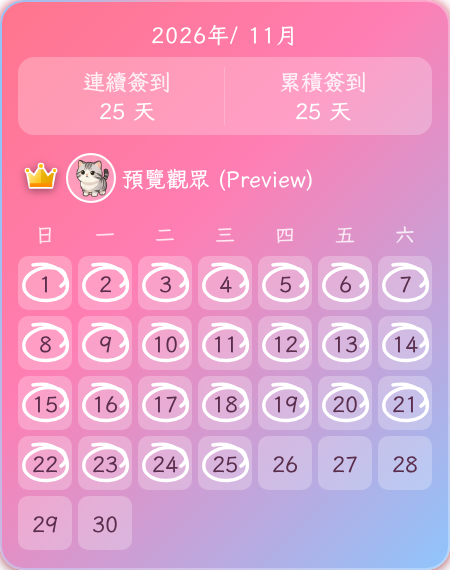 2026年/ 11月
連續簽到 累積簽到
25 天 25 天
預覽觀眾 (Preview)
日 一 二 三 四 五 六
1 2 3 4 5 6 7
8 9 10 11 12 13 14
15 16 17 18 19 20 21
22 23 24 25 26 27 28
29 30